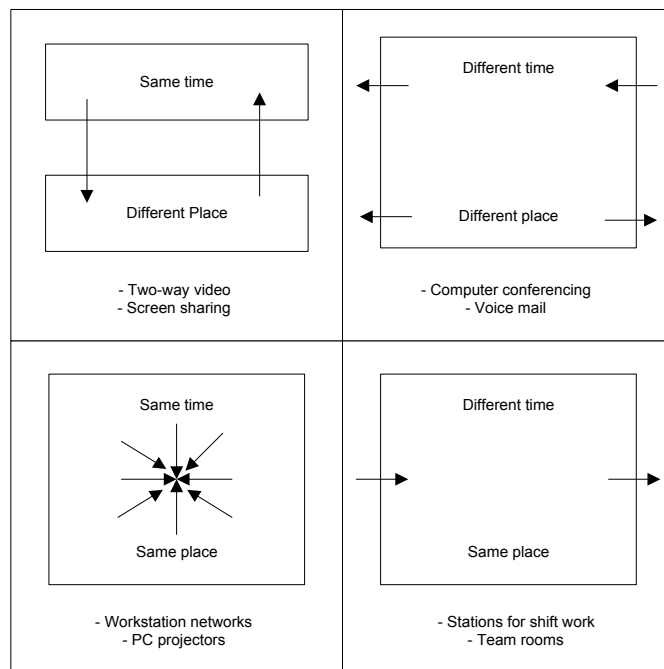 Same time
Different Place
- Two-way video
- Screen sharing
Different time
Different place
- Computer conferencing
- Voice mail
Same time
Same place
- Workstation networks
- PC projectors
Different time
Same place
- Stations for shift work
- Team rooms